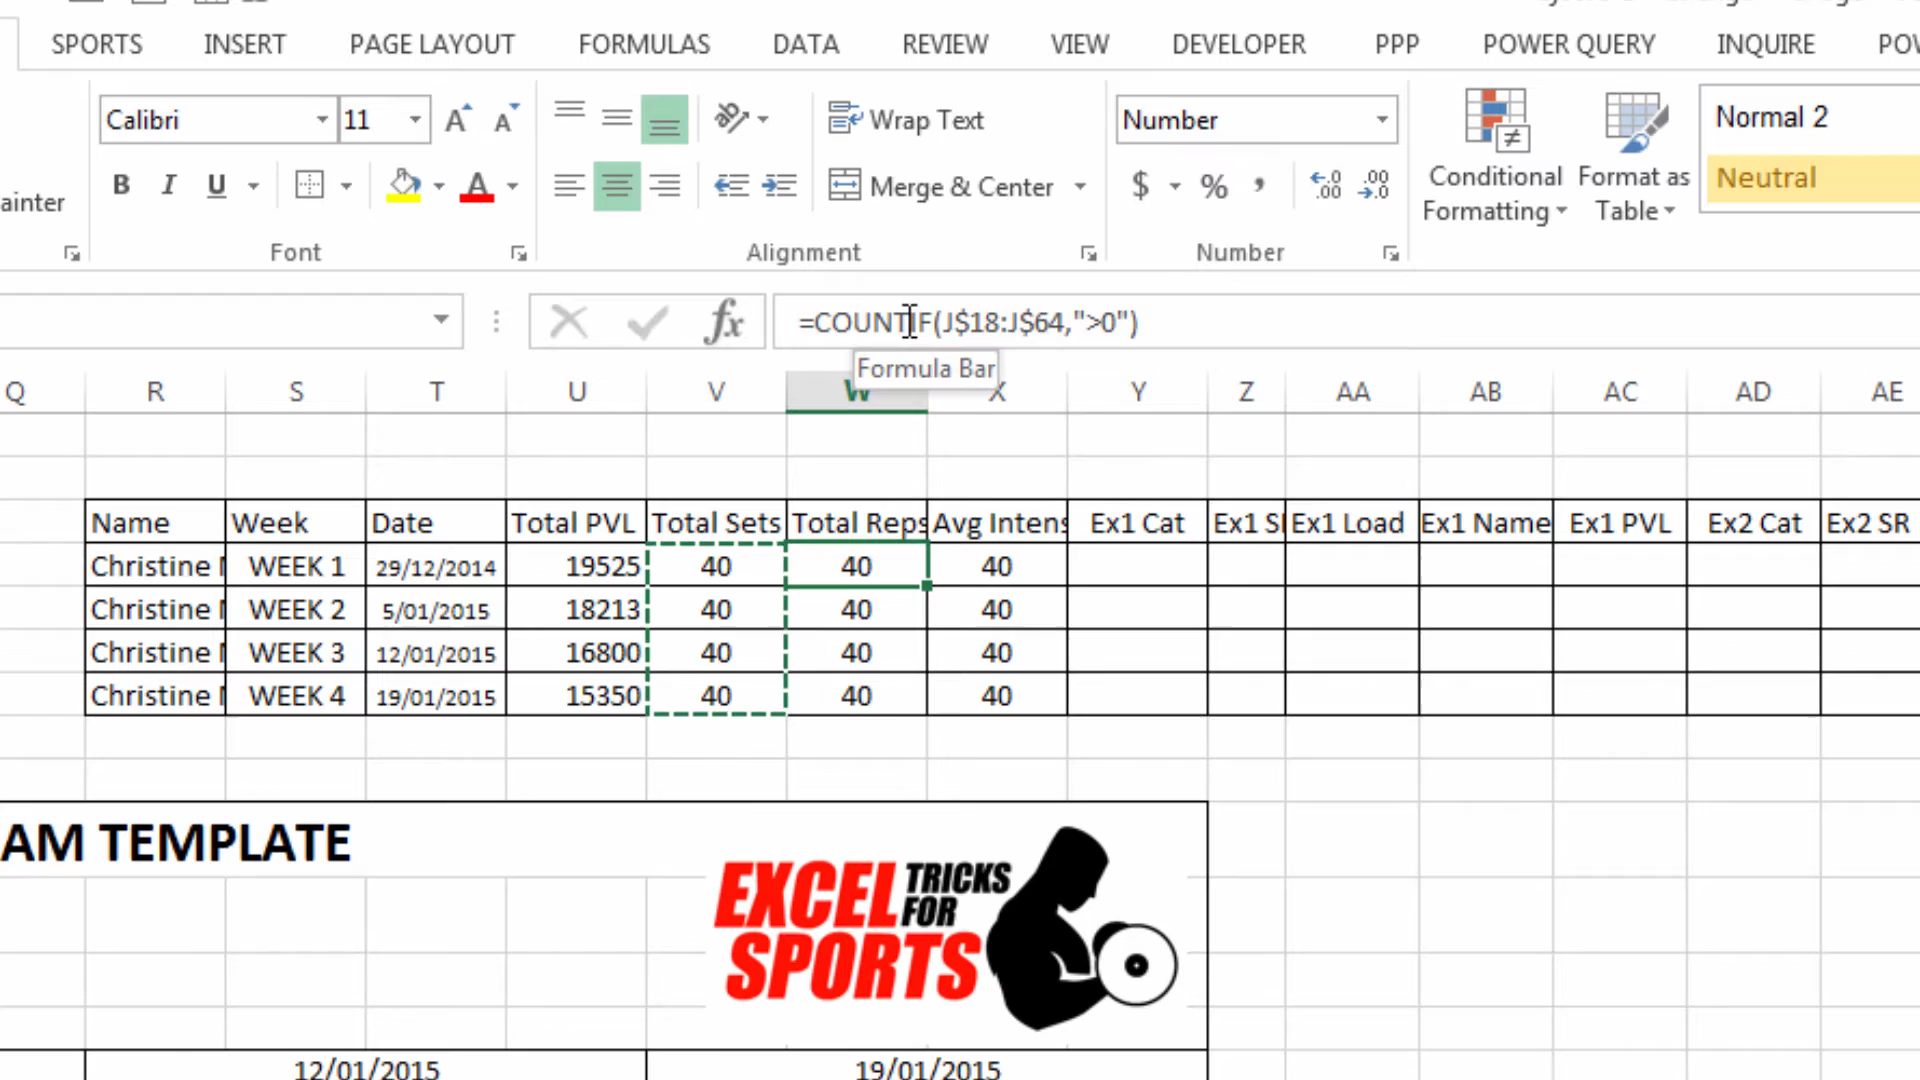 SPORTS INSERT PAGE LAYOUT FORMULAS DATA REVIEW VIEW DEVELOPER PPP POWER QUERY INQUIRE
Calibri 11 Wrap Text Number Normal 2
B I U Merge & Center $ % , Conditional Formatting Format as Table Neutral
ainter
Font Alignment Number
fx =COUNTIF(J$18:J$64,">0")
Formula Bar
Q R S T U V W X Y Z AA AB AC AD AE
Name Week Date Total PVL Total Sets Total Reps Avg Intens Ex1 Cat Ex1 S Ex1 Load Ex1 Name Ex1 PVL Ex2 Cat Ex2 SR
Christine WEEK 1 29/12/2014 19525 40 40 40
Christine WEEK 2 5/01/2015 18213 40 40 40
Christine WEEK 3 12/01/2015 16800 40 40 40
Christine WEEK 4 19/01/2015 15350 40 40 40
AM TEMPLATE
EXCEL TRICKS FOR SPORTS
12/01/2015 19/01/2015